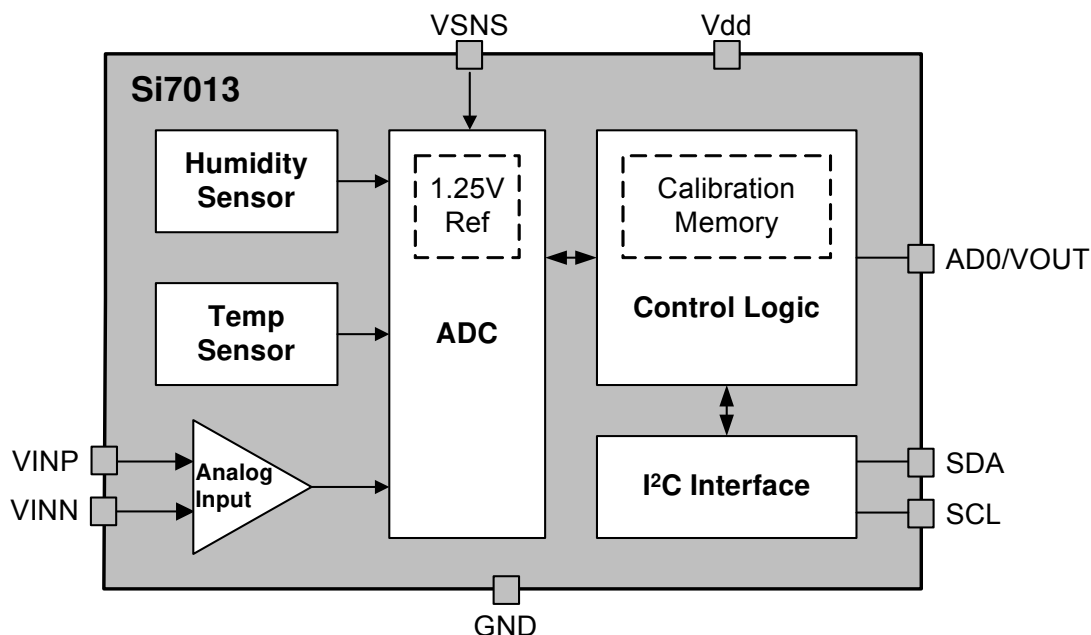 VSNS
Vdd
Si7013
Humidity
Sensor
1.25V
Ref
Calibration
Memory
AD0/VOUT
Control Logic
Temp
Sensor
ADC
VINP
VINN
Analog
Input
I²C Interface
SDA
SCL
GND